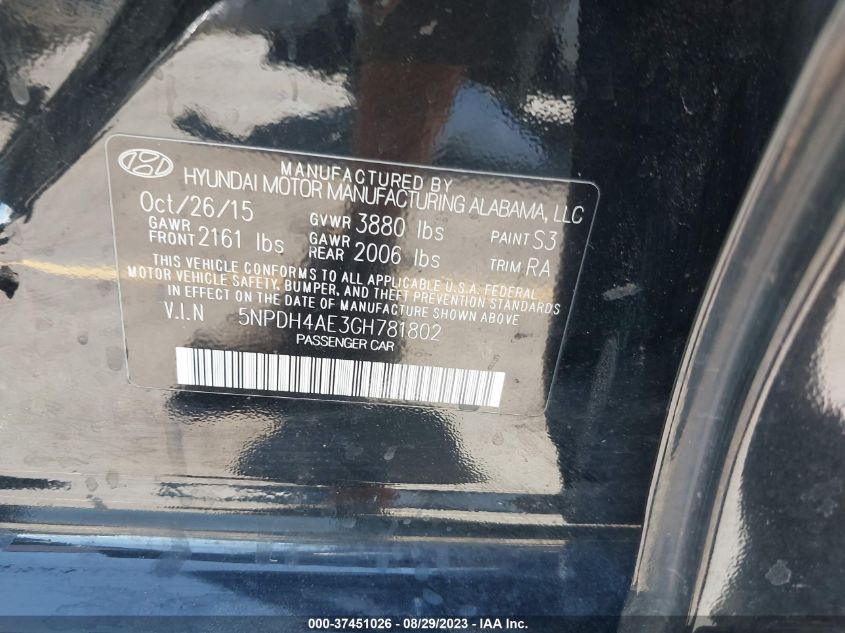 MANUFACTURED BY
HYUNDAI MOTOR MANUFACTURING ALABAMA, LLC
Oct/26/15 GVWR 3880 lbs PAINT S3
GAWR FRONT 2161 lbs GAWR REAR 2006 lbs TRIM RA
THIS VEHICLE CONFORMS TO ALL APPLICABLE U.S.A. FEDERAL
MOTOR VEHICLE SAFETY, BUMPER, AND THEFT PREVENTION STANDARDS
IN EFFECT ON THE DATE OF MANUFACTURE SHOWN ABOVE.
V.I.N 5NPDH4AE3GH781802
PASSENGER CAR
000-37451026 - 08/29/2023 - IAA Inc.